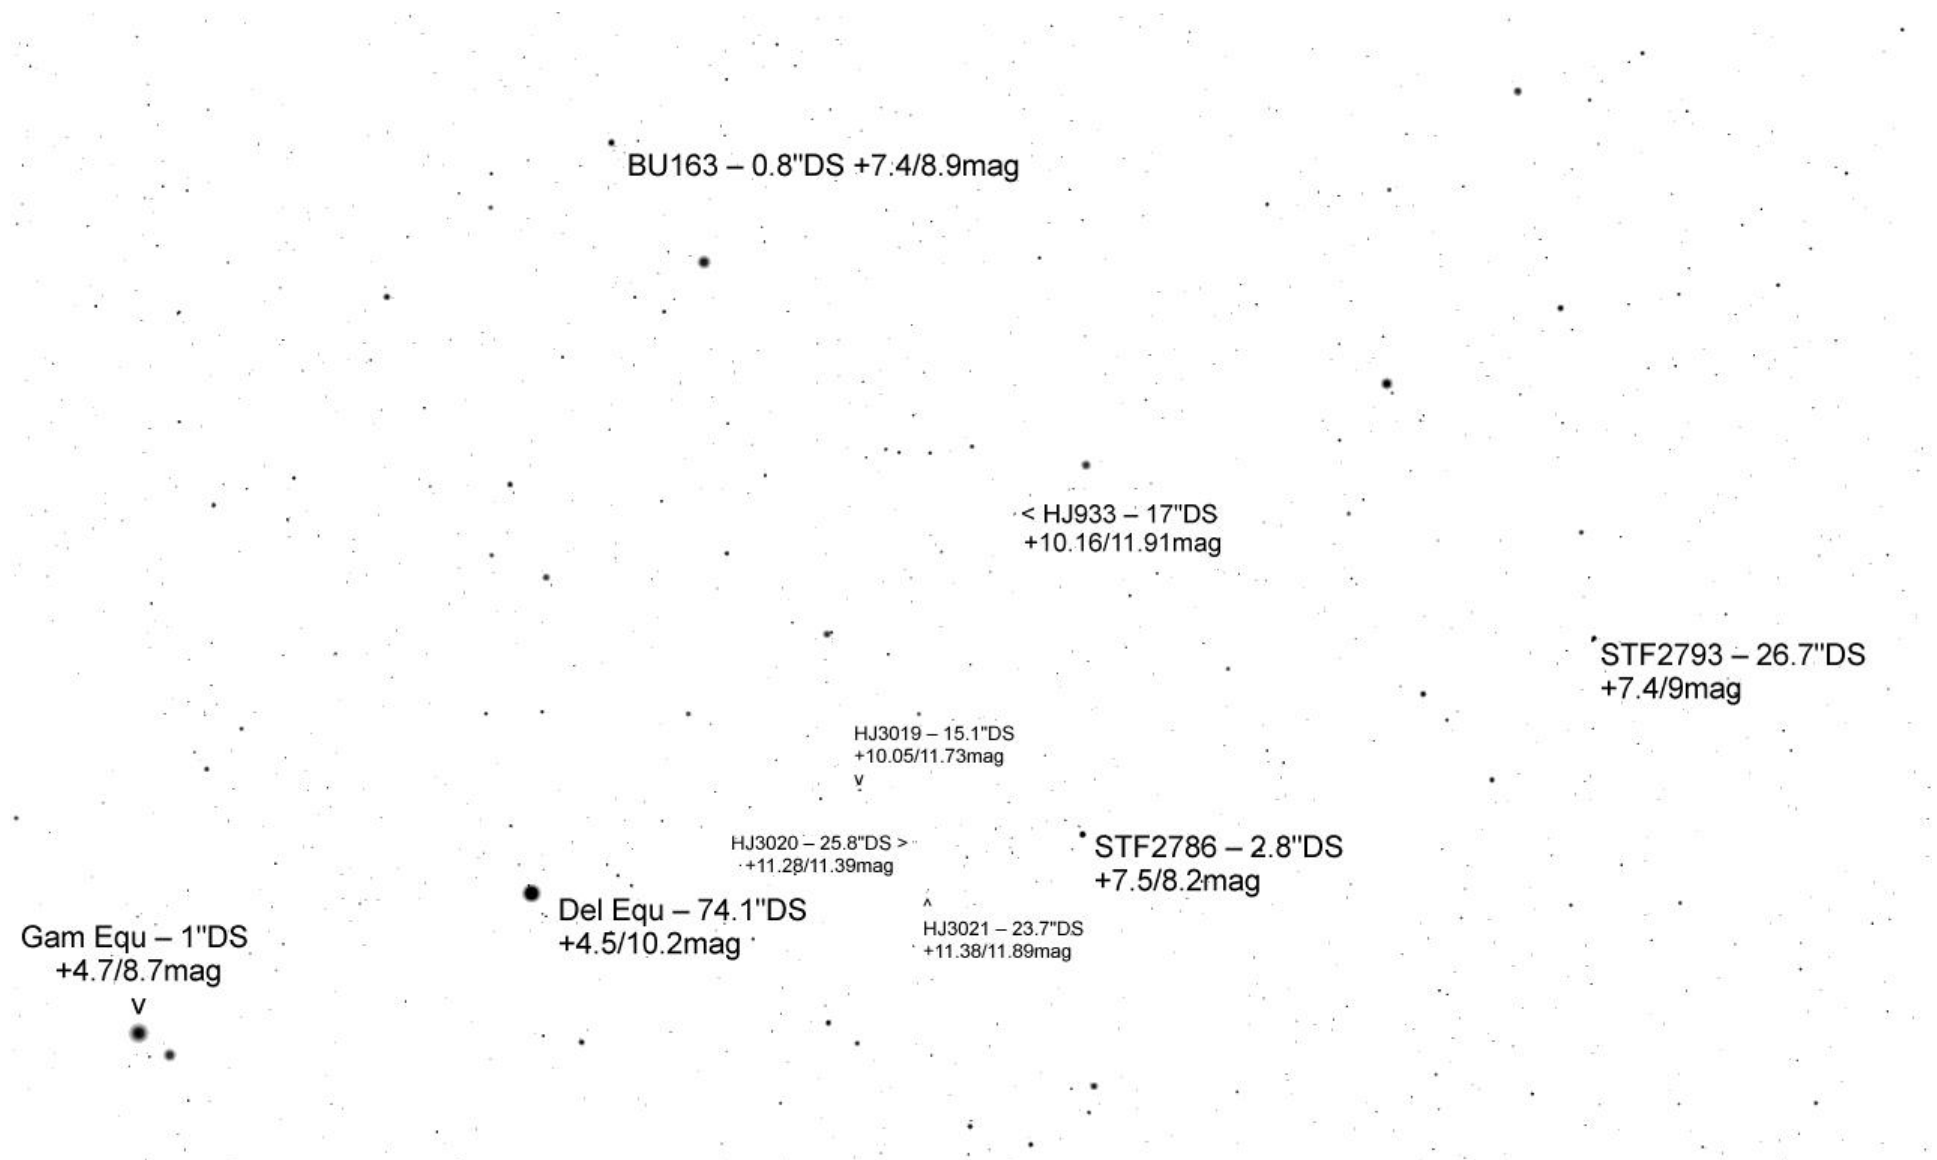 BU163 – 0.8"DS +7.4/8.9mag
< HJ933 – 17"DS
+10.16/11.91mag
STF2793 – 26.7"DS
+7.4/9mag
HJ3019 – 15.1"DS
+10.05/11.73mag
v
HJ3020 – 25.8"DS >
+11.28/11.39mag
STF2786 – 2.8"DS
+7.5/8.2mag
Del Equ – 74.1"DS
+4.5/10.2mag
^
HJ3021 – 23.7"DS
+11.38/11.89mag
Gam Equ – 1"DS
+4.7/8.7mag
v